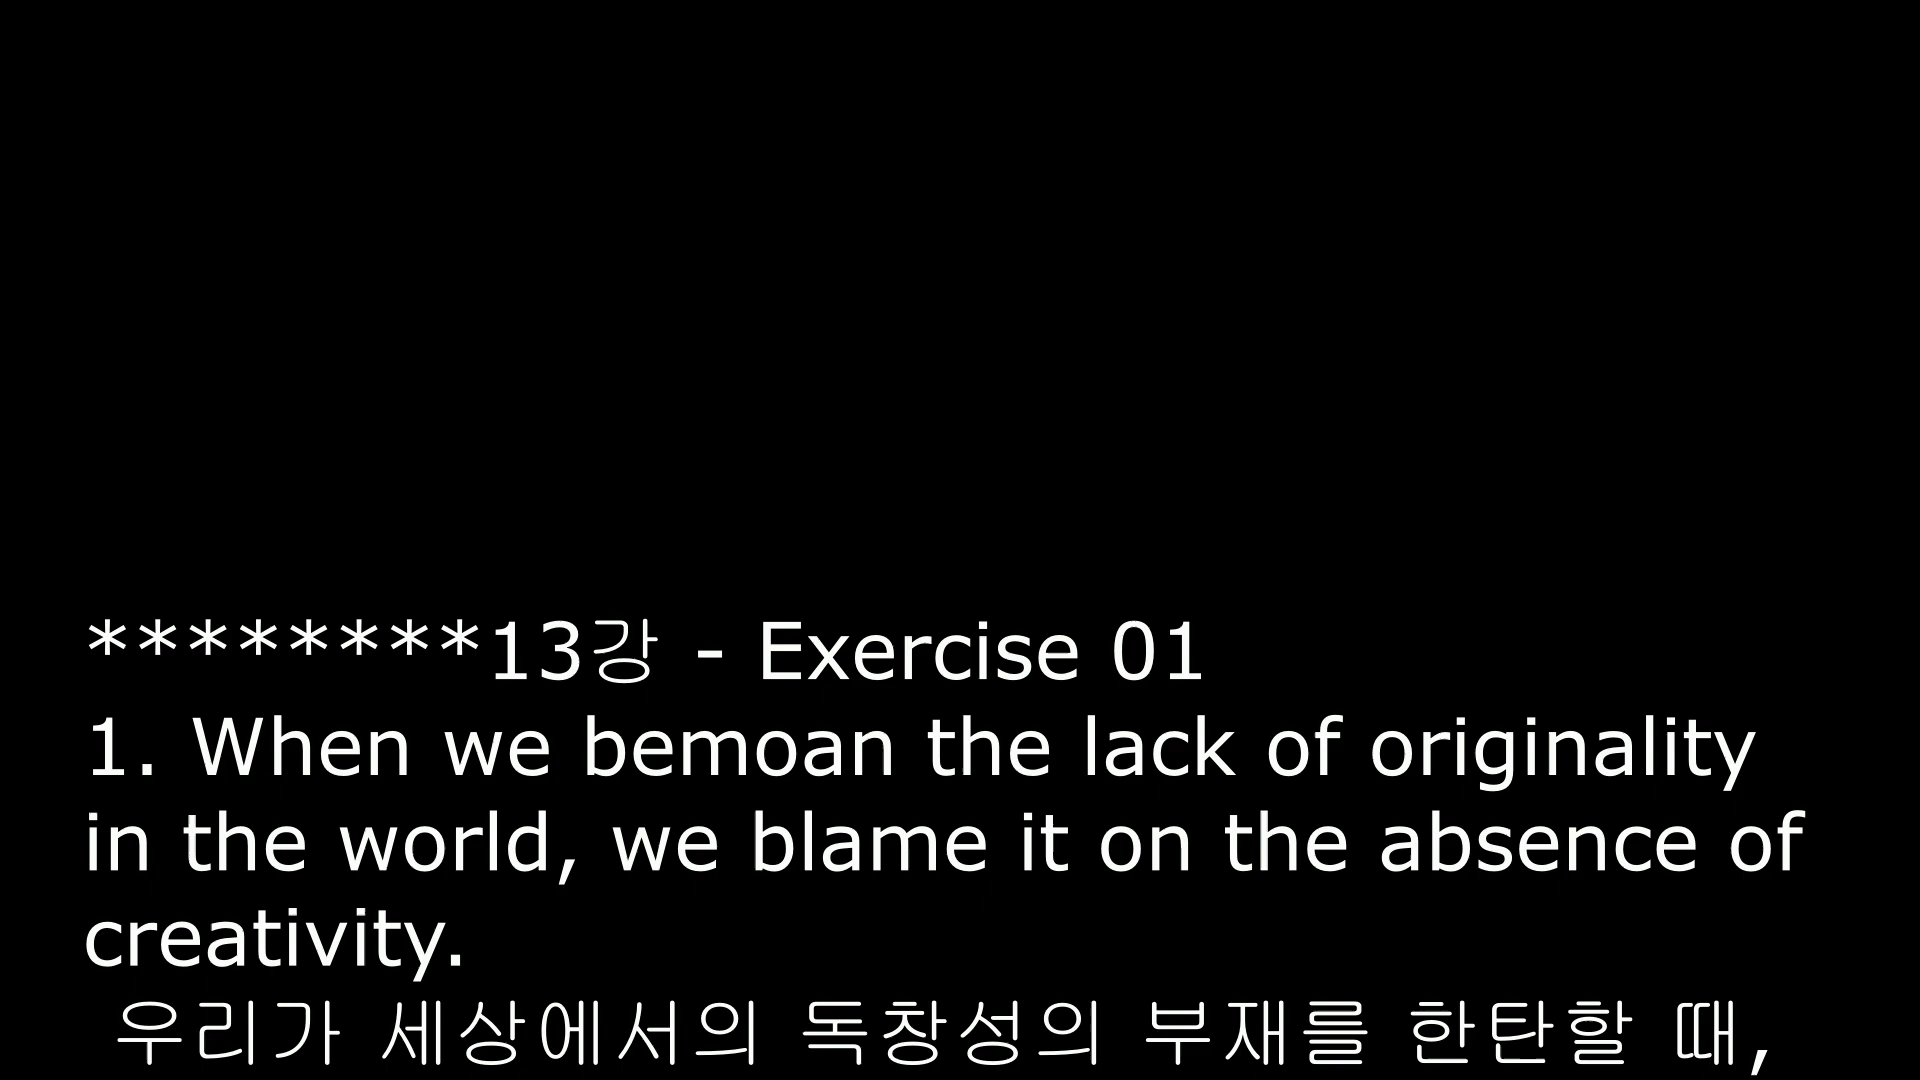 ********13강 - Exercise 01
1. When we bemoan the lack of originality
in the world, we blame it on the absence of
creativity.
우리가 세상에서의 독창성의 부재를 한탄할 때,